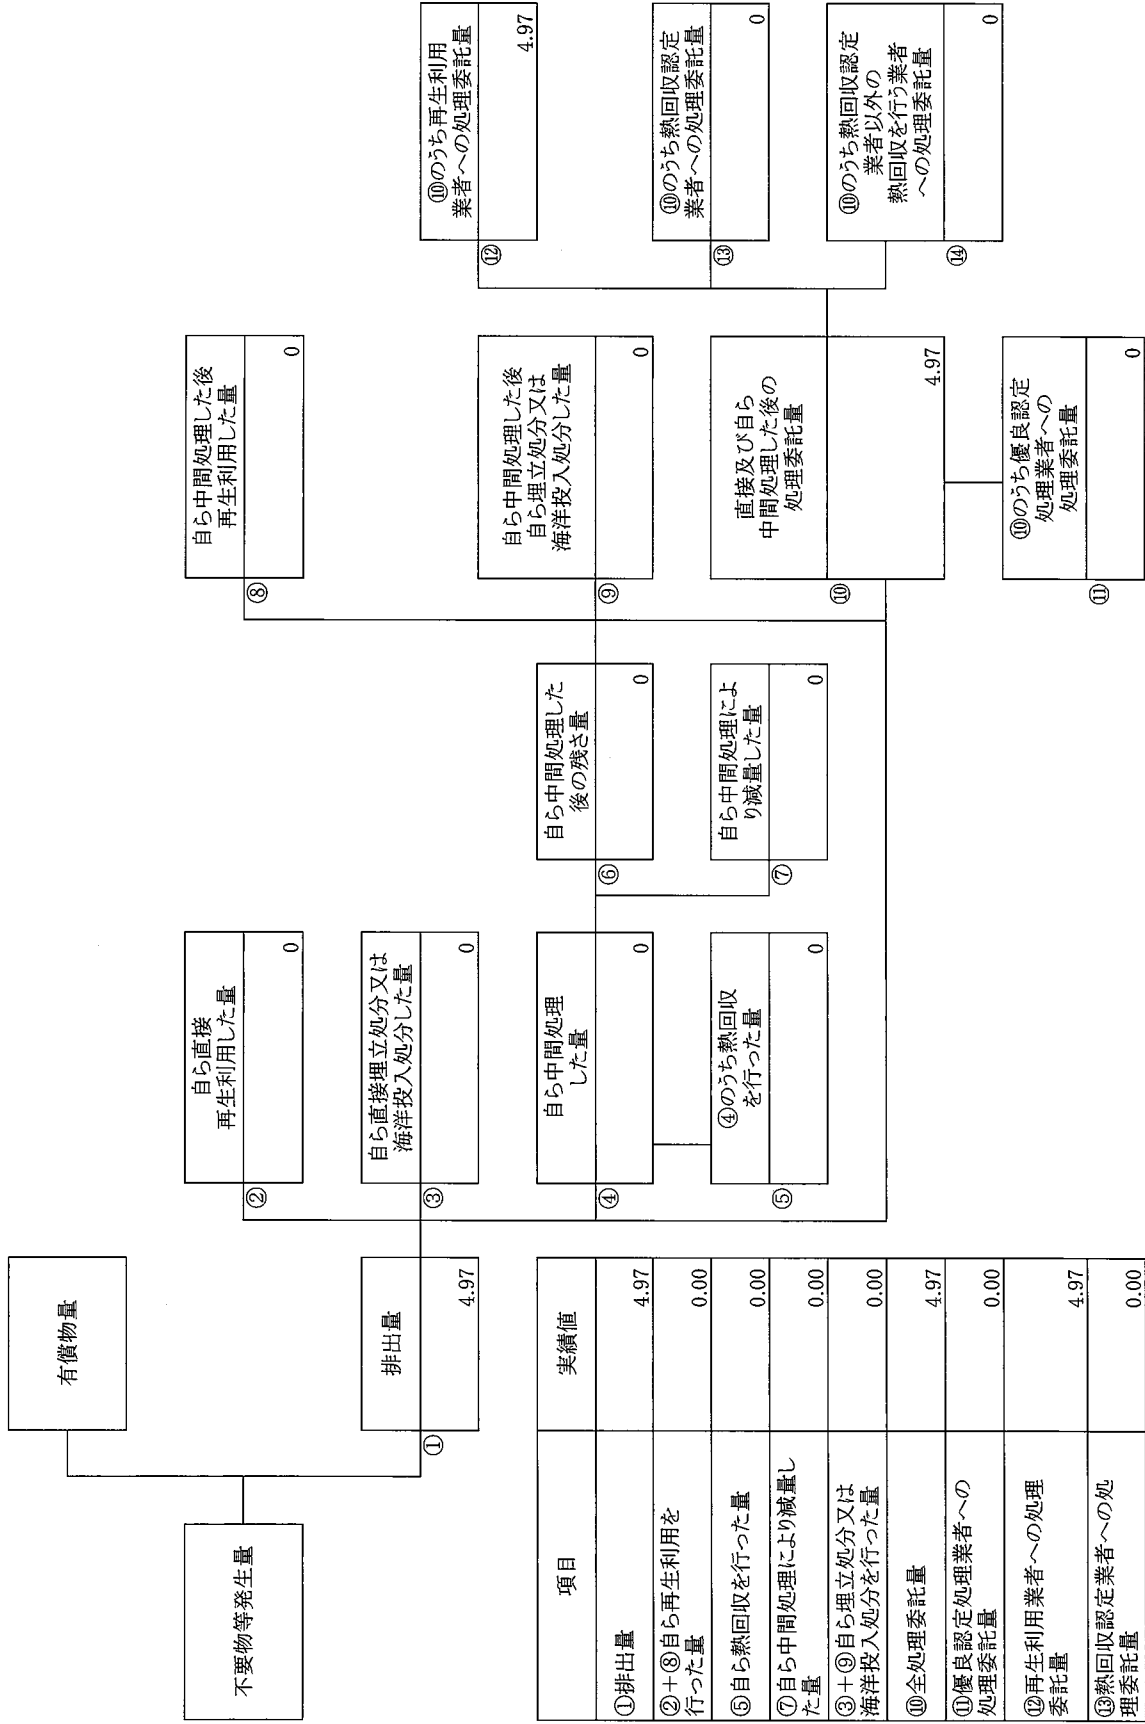 有償物量
不要物等発生量
①
排出量
4.97
②
自ら直接
再生利用した量
0
③
自ら直接埋立処分又は
海洋投入処分した量
0
④
自ら中間処理
した量
0
⑤
④のうち熱回収
を行った量
0
⑥
自ら中間処理した
後の残さ量
0
⑦
自ら中間処理によ
り減量した量
0
⑧
自ら中間処理した後
再生利用した量
0
⑨
自ら中間処理した後
自ら埋立処分又は
海洋投入処分した量
0
⑩
直接及び自ら
中間処理した後の
処理委託量
4.97
⑪
⑩のうち優良認定
処理業者への
処理委託量
0
⑫
⑩のうち再生利用
業者への処理委託量
4.97
⑬
⑩のうち熱回収認定
業者への処理委託量
0
⑭
⑩のうち熱回収認定
業者以外の
熱回収を行う業者
への処理委託量
0
項目 実績値
①排出量 4.97
②+⑧自ら再生利用を
行った量 0.00
⑤自ら熱回収を行った量 0.00
⑦自ら中間処理により減量し
た量 0.00
③+⑨自ら埋立処分又は
海洋投入処分を行った量 0.00
⑩全処理委託量 4.97
⑪優良認定処理業者への
処理委託量 0.00
⑫再生利用業者への処理
委託量 4.97
⑬熱回収認定業者への処
理委託量 0.00